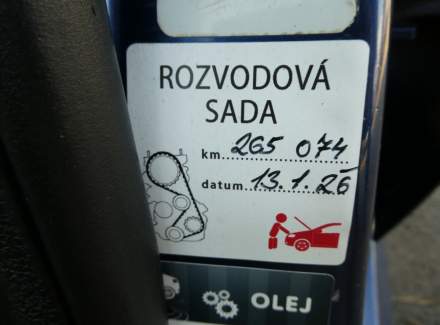 ROZVODOVÁ
SADA
km 265 074
datum 13.1.26
OLEJ